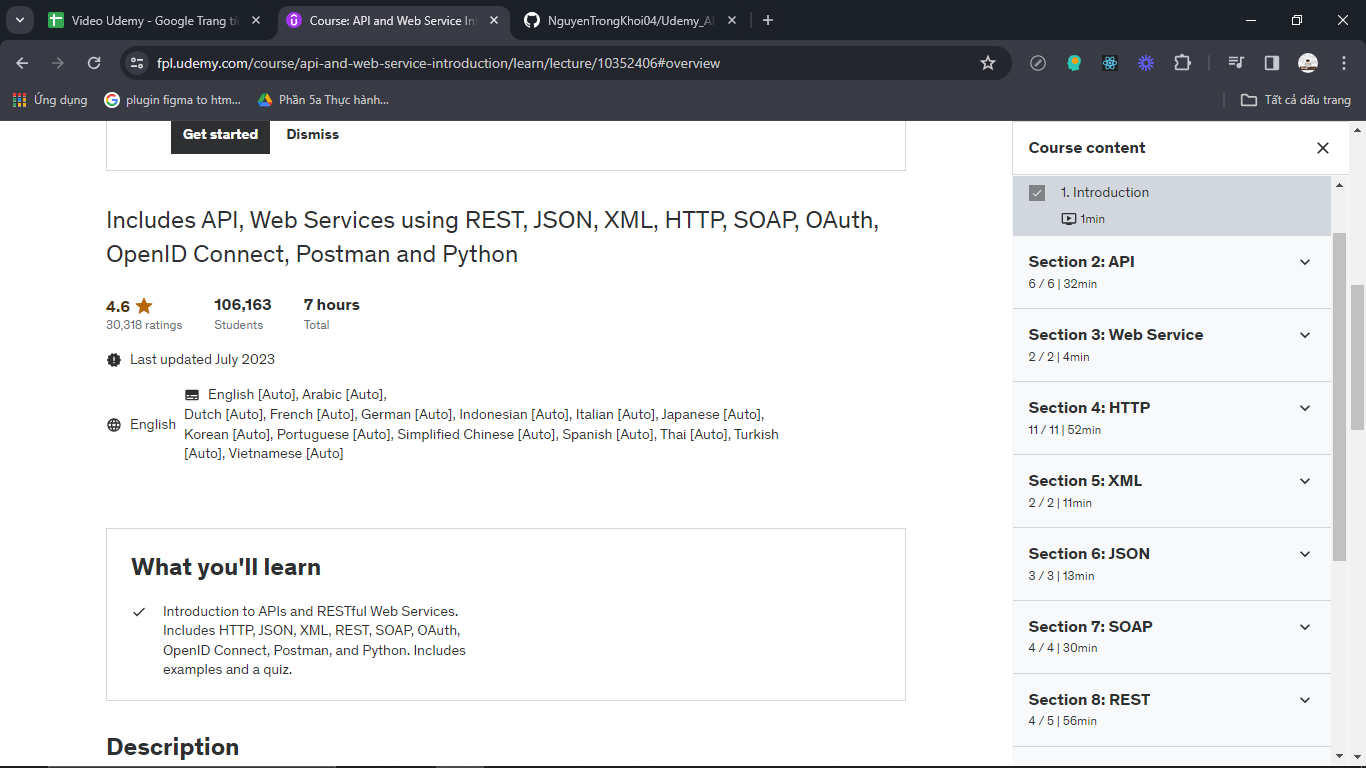 Video Udemy - Google Trang tí
Course: API and Web Service Int
NguyenTrongKhoi04/Udemy_A
fpl.udemy.com/course/api-and-web-service-introduction/learn/lecture/10352406#overview
Ứng dụng
plugin figma to htm...
Phần 5a Thực hành...
Tất cả dấu trang
Get started
Dismiss
Includes API, Web Services using REST, JSON, XML, HTTP, SOAP, OAuth,
OpenID Connect, Postman and Python
4.6
106,163
7 hours
30,318 ratings
Students
Total
Last updated July 2023
English
English [Auto], Arabic [Auto],
Dutch [Auto], French [Auto], German [Auto], Indonesian [Auto], Italian [Auto], Japanese [Auto],
Korean [Auto], Portuguese [Auto], Simplified Chinese [Auto], Spanish [Auto], Thai [Auto], Turkish
[Auto], Vietnamese [Auto]
What you'll learn
Introduction to APIs and RESTful Web Services.
Includes HTTP, JSON, XML, REST, SOAP, OAuth,
OpenID Connect, Postman, and Python. Includes
examples and a quiz.
Description
Course content
1. Introduction
1min
Section 2: API
6 / 6 | 32min
Section 3: Web Service
2 / 2 | 4min
Section 4: HTTP
11 / 11 | 52min
Section 5: XML
2 / 2 | 11min
Section 6: JSON
3 / 3 | 13min
Section 7: SOAP
4 / 4 | 30min
Section 8: REST
4 / 5 | 56min